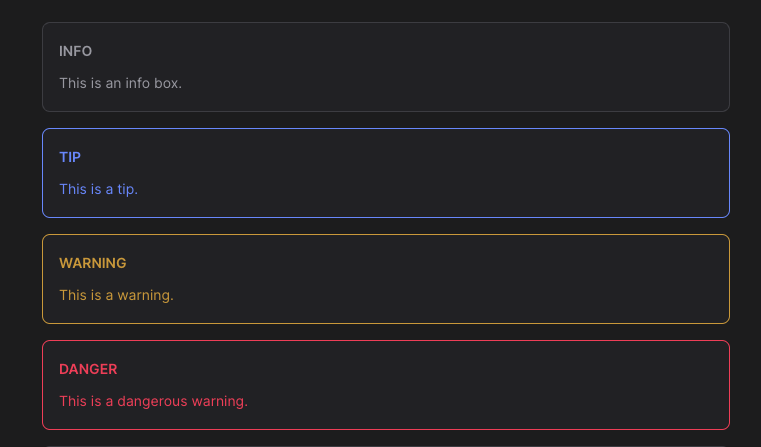 INFO
This is an info box.
TIP
This is a tip.
WARNING
This is a warning.
DANGER
This is a dangerous warning.